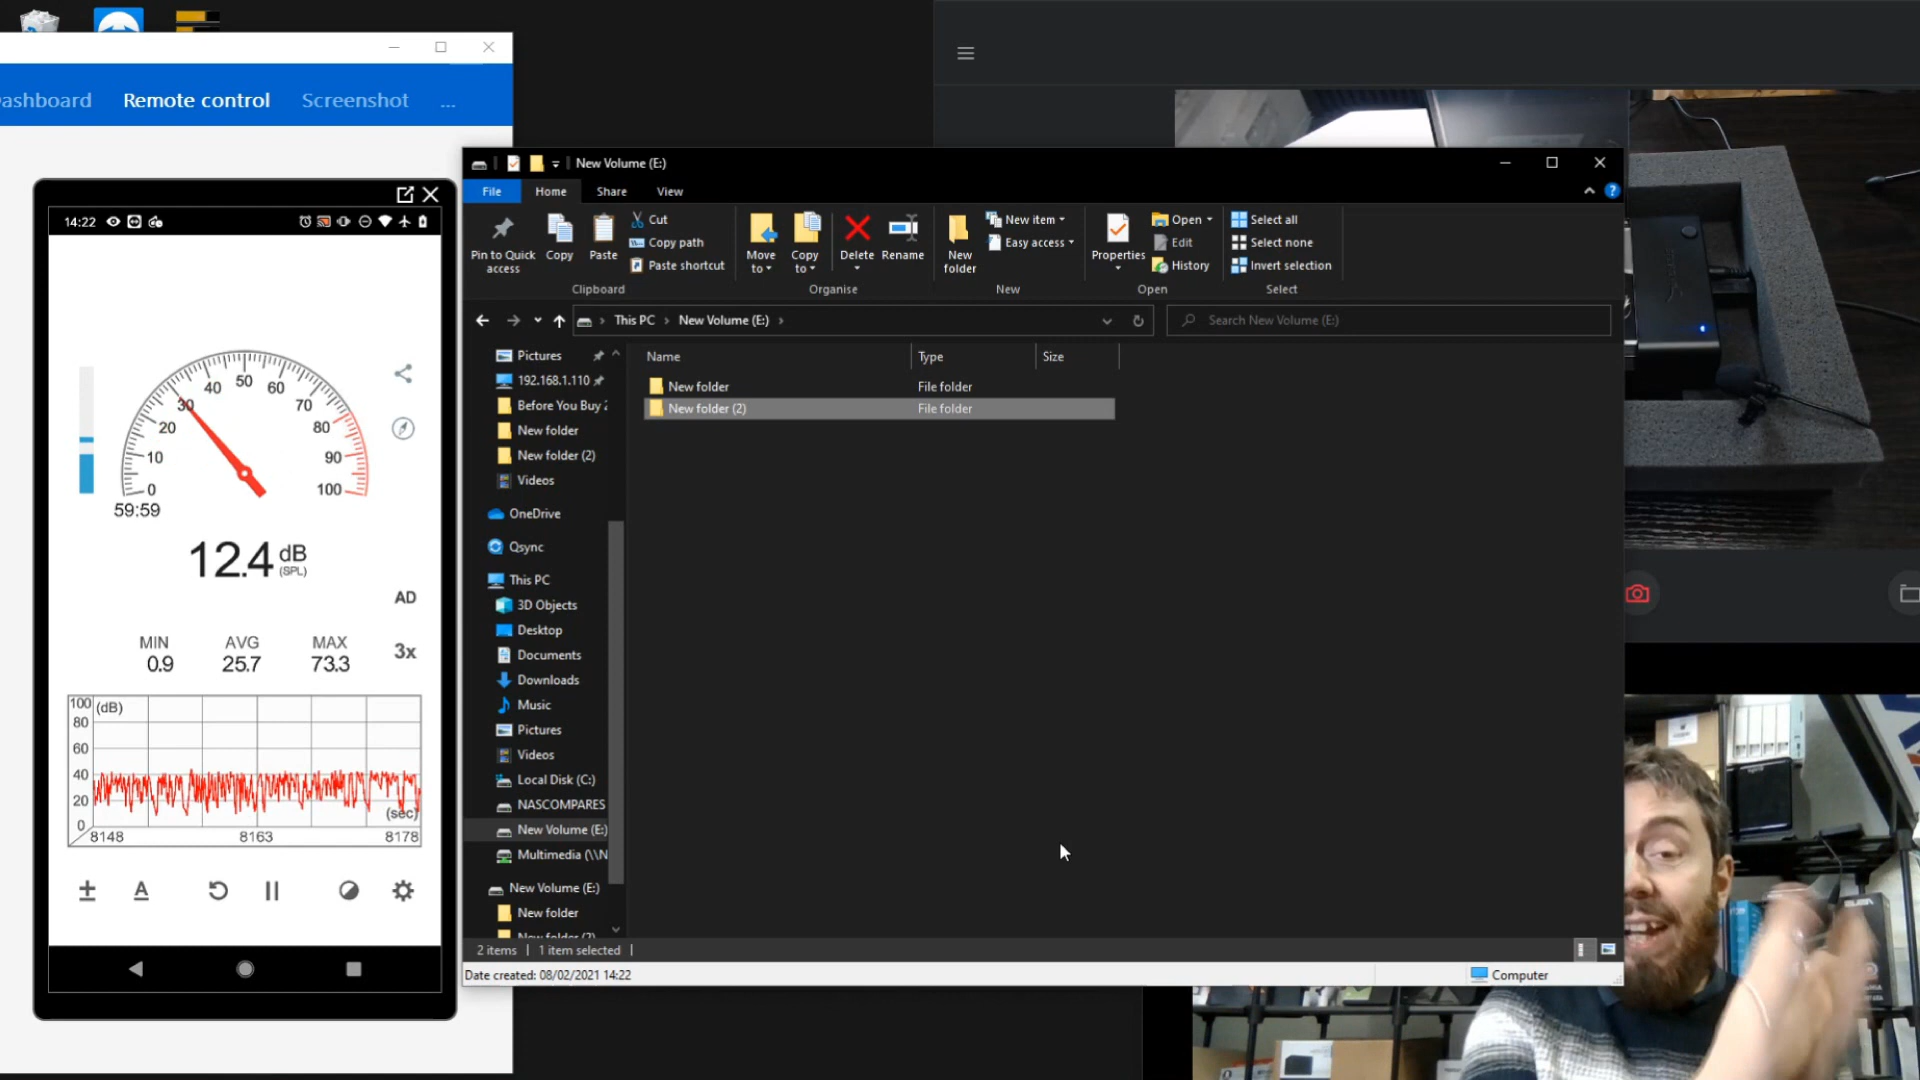 ashboard
Remote control
Screenshot
...
14:22
0
10
20
30
40
50
60
70
80
90
100
59:59
12.4 dB
(SPL)
AD
MIN
AVG
MAX
0.9
25.7
73.3
3x
100 (dB)
80
60
40
20
0
(sec)
8148
8163
8178
A
New Volume (E:)
File
Home
Share
View
Pin to Quick access
Copy
Paste
Cut
Copy path
Paste shortcut
Clipboard
Move to
Copy to
Delete
Rename
Organise
New folder
New item
Easy access
New
Properties
Open
Edit
History
Open
Select all
Select none
Invert selection
Select
This PC
New Volume (E:)
Search New Volume (E:)
Pictures
192.168.1.110
Before You Buy 2
New folder
New folder (2)
Videos
OneDrive
Qsync
This PC
3D Objects
Desktop
Documents
Downloads
Music
Pictures
Videos
Local Disk (C:)
NASCOMPARES
New Volume (E:)
Multimedia (\\N
New Volume (E:)
New folder
New folder (2)
Name
Type
Size
New folder
File folder
New folder (2)
File folder
2 items
1 item selected
Date created: 08/02/2021 14:22
Computer